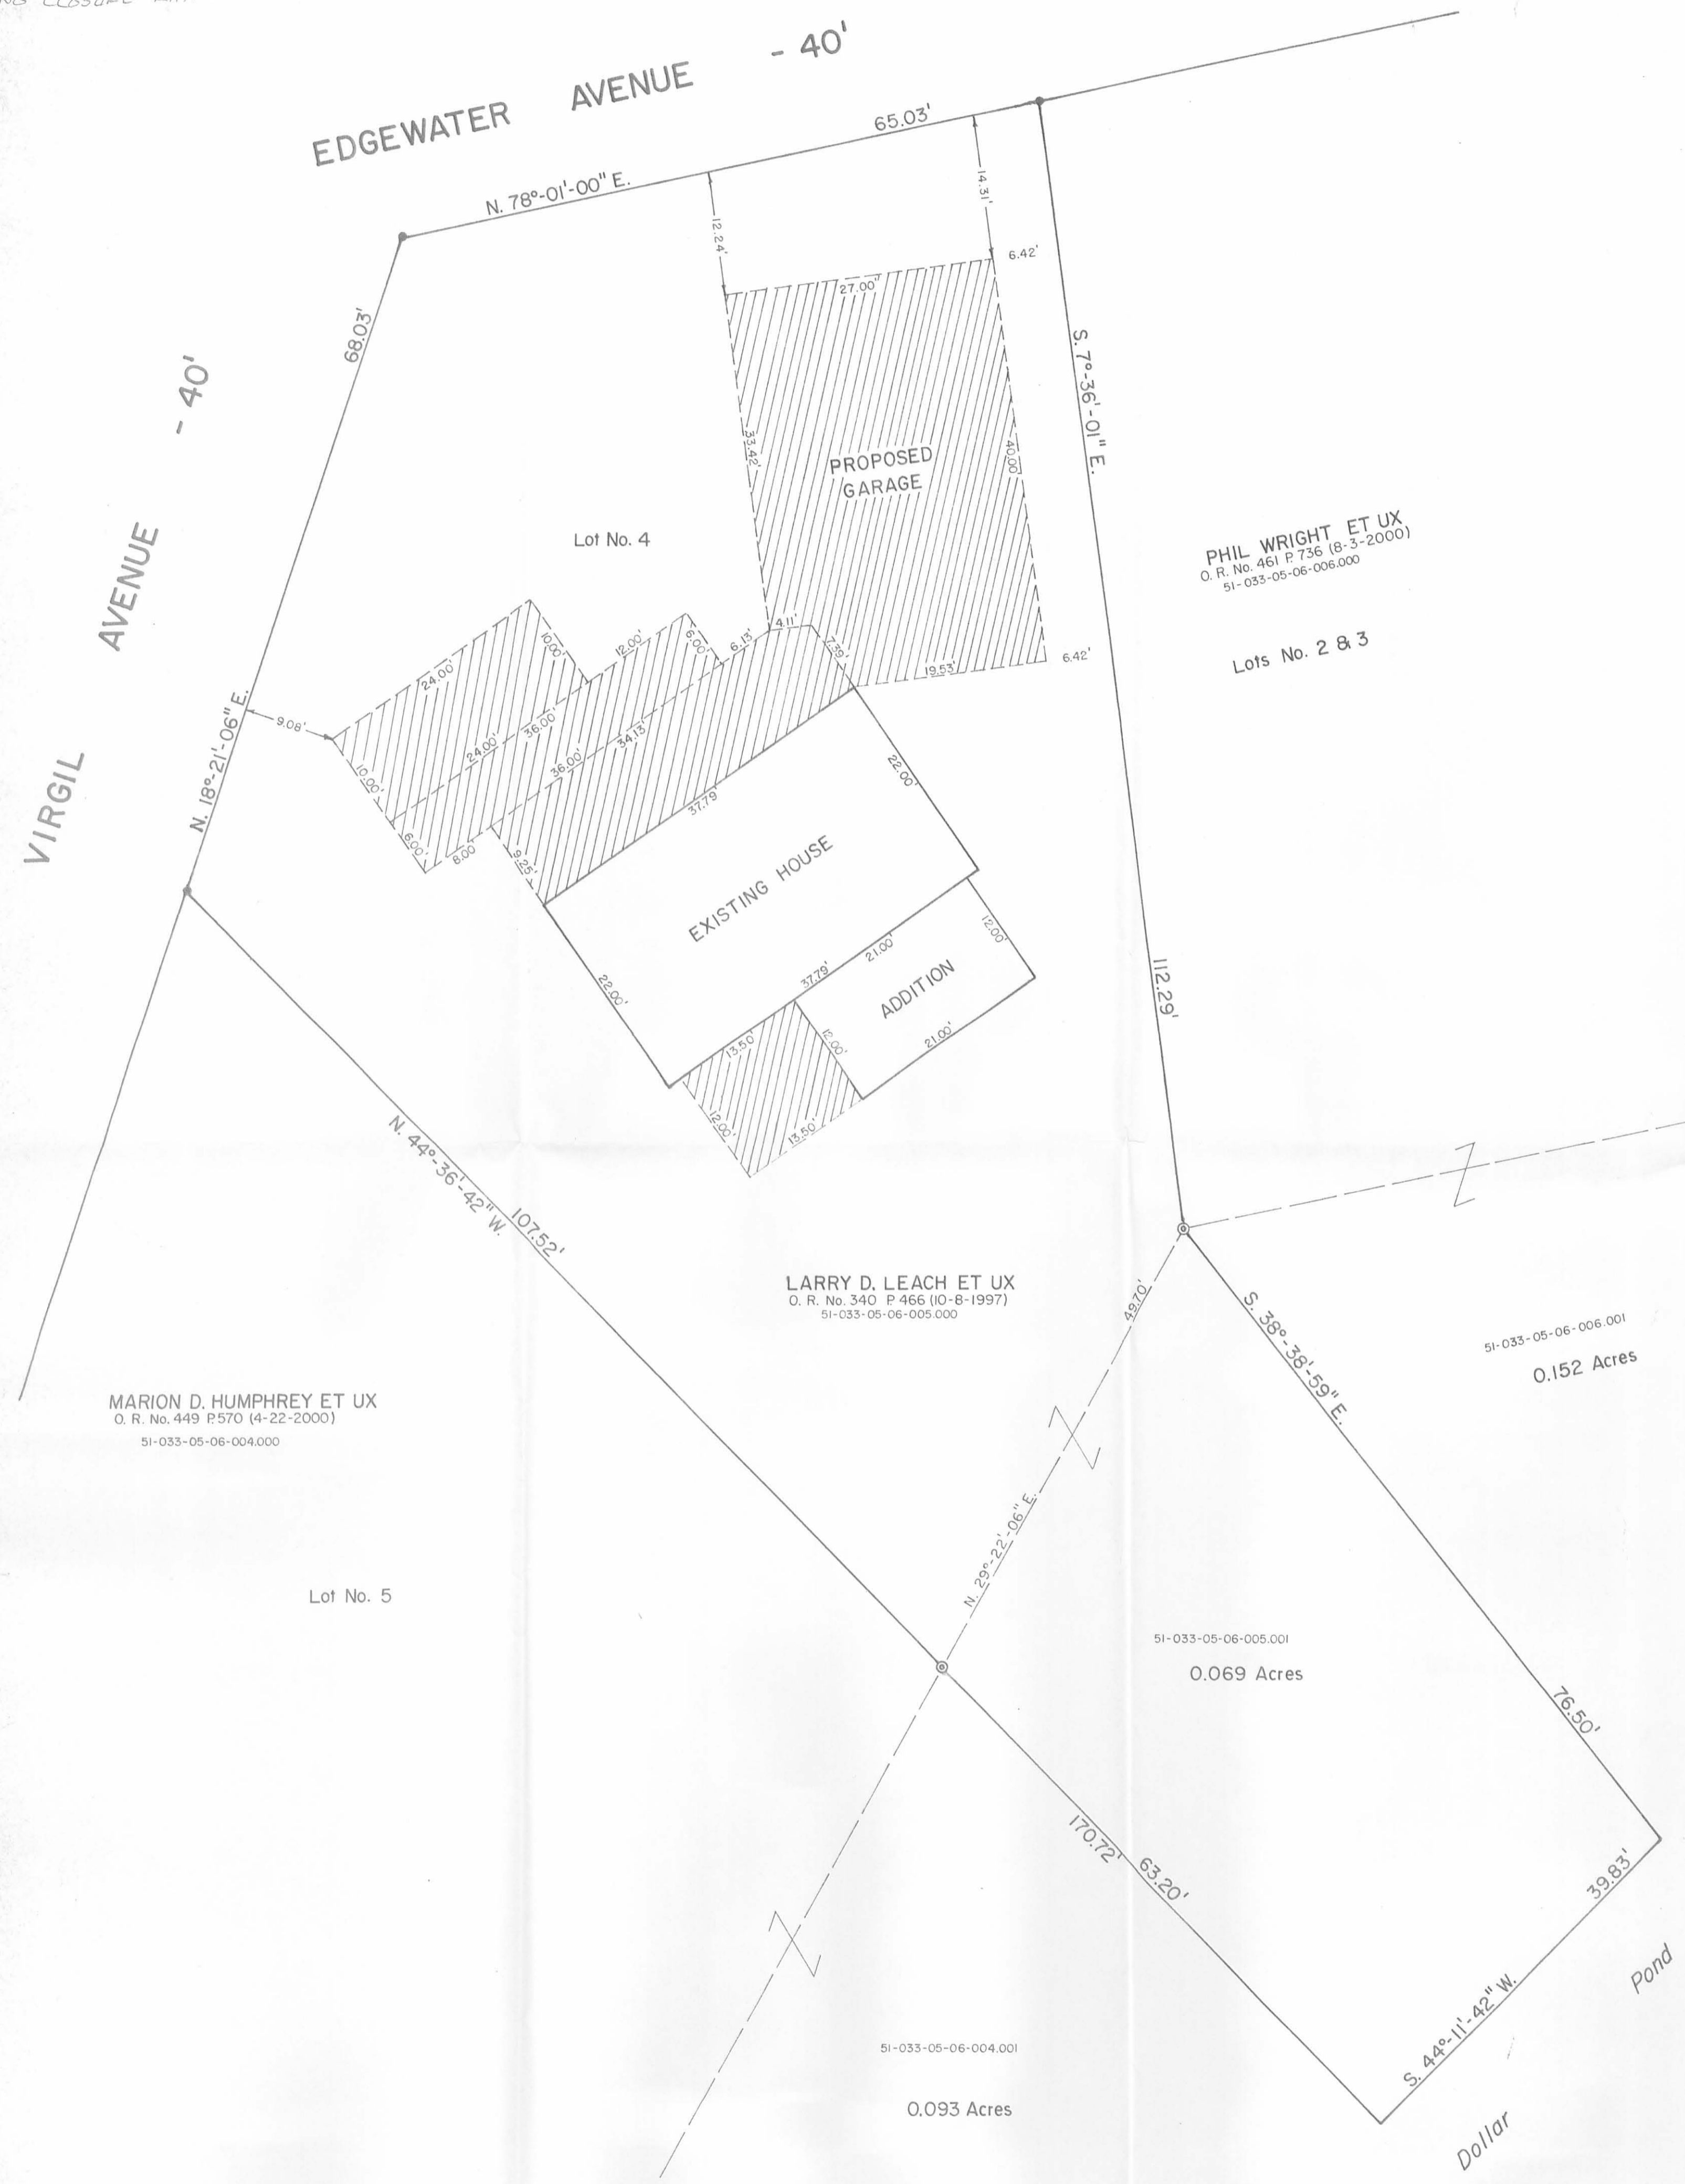 CLOSURE
EDGEWATER AVENUE - 40'
65.03'
N. 78°-01'-00" E.
14.31'
12.24'
6.42'
27.00'
68.03'
VIRGIL AVENUE - 40'
S. 7°-36'-01" E.
33.42'
40.00'
PROPOSED
GARAGE
Lot No. 4
PHIL WRIGHT ET UX
O. R. No. 461 P. 736 (8-3-2000)
51-033-05-06-006.000
Lots No. 2 & 3
4.11'
7.39'
6.13'
6.00'
12.00'
10.00'
24.00'
19.53'
6.42'
N. 18°-21'-06" E.
9.08'
10.00'
24.00'
36.00'
36.00'
34.13'
6.00'
8.00'
9.25'
37.79'
22.00'
EXISTING HOUSE
22.00'
37.79'
21.00'
12.00'
ADDITION
21.00'
13.50'
12.00'
12.00'
13.50'
112.29'
N. 44°-36'-42" W.
107.52'
LARRY D. LEACH ET UX
O. R. No. 340 P. 466 (10-8-1997)
51-033-05-06-005.000
49.70'
S. 38°-38'-59" E.
51-033-05-06-006.001
0.152 Acres
MARION D. HUMPHREY ET UX
O. R. No. 449 P. 570 (4-22-2000)
51-033-05-06-004.000
N. 29°-22'-06" E.
Lot No. 5
51-033-05-06-005.001
0.069 Acres
76.50'
170.72'
63.20'
39.83'
S. 44°-11'-42" W.
51-033-05-06-004.001
0.093 Acres
Dollar Pond